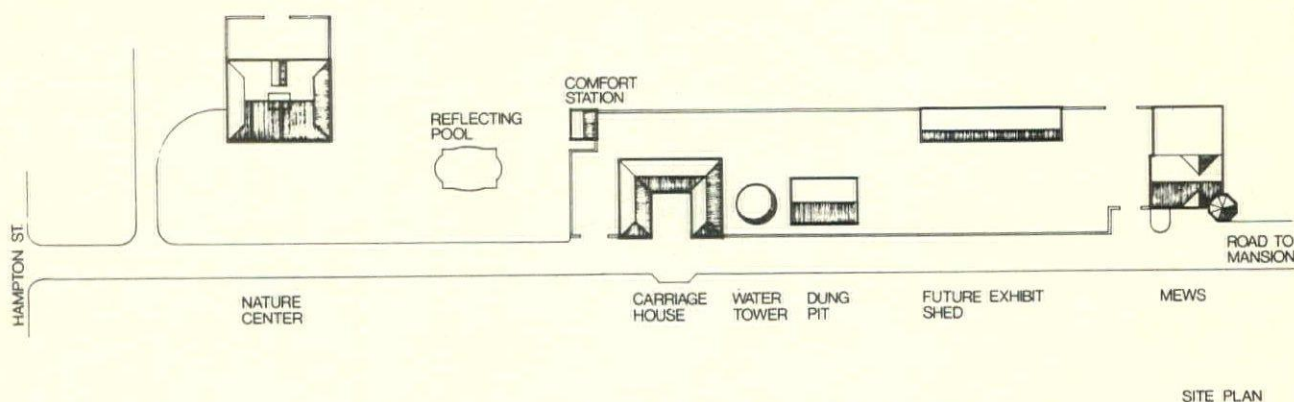 COMFORT
STATION
REFLECTING
POOL
HAMPTON ST.
ROAD TO
MANSION
NATURE
CENTER
CARRIAGE
HOUSE
WATER
TOWER
DUNG
PIT
FUTURE EXHIBIT
SHED
MEWS
SITE PLAN